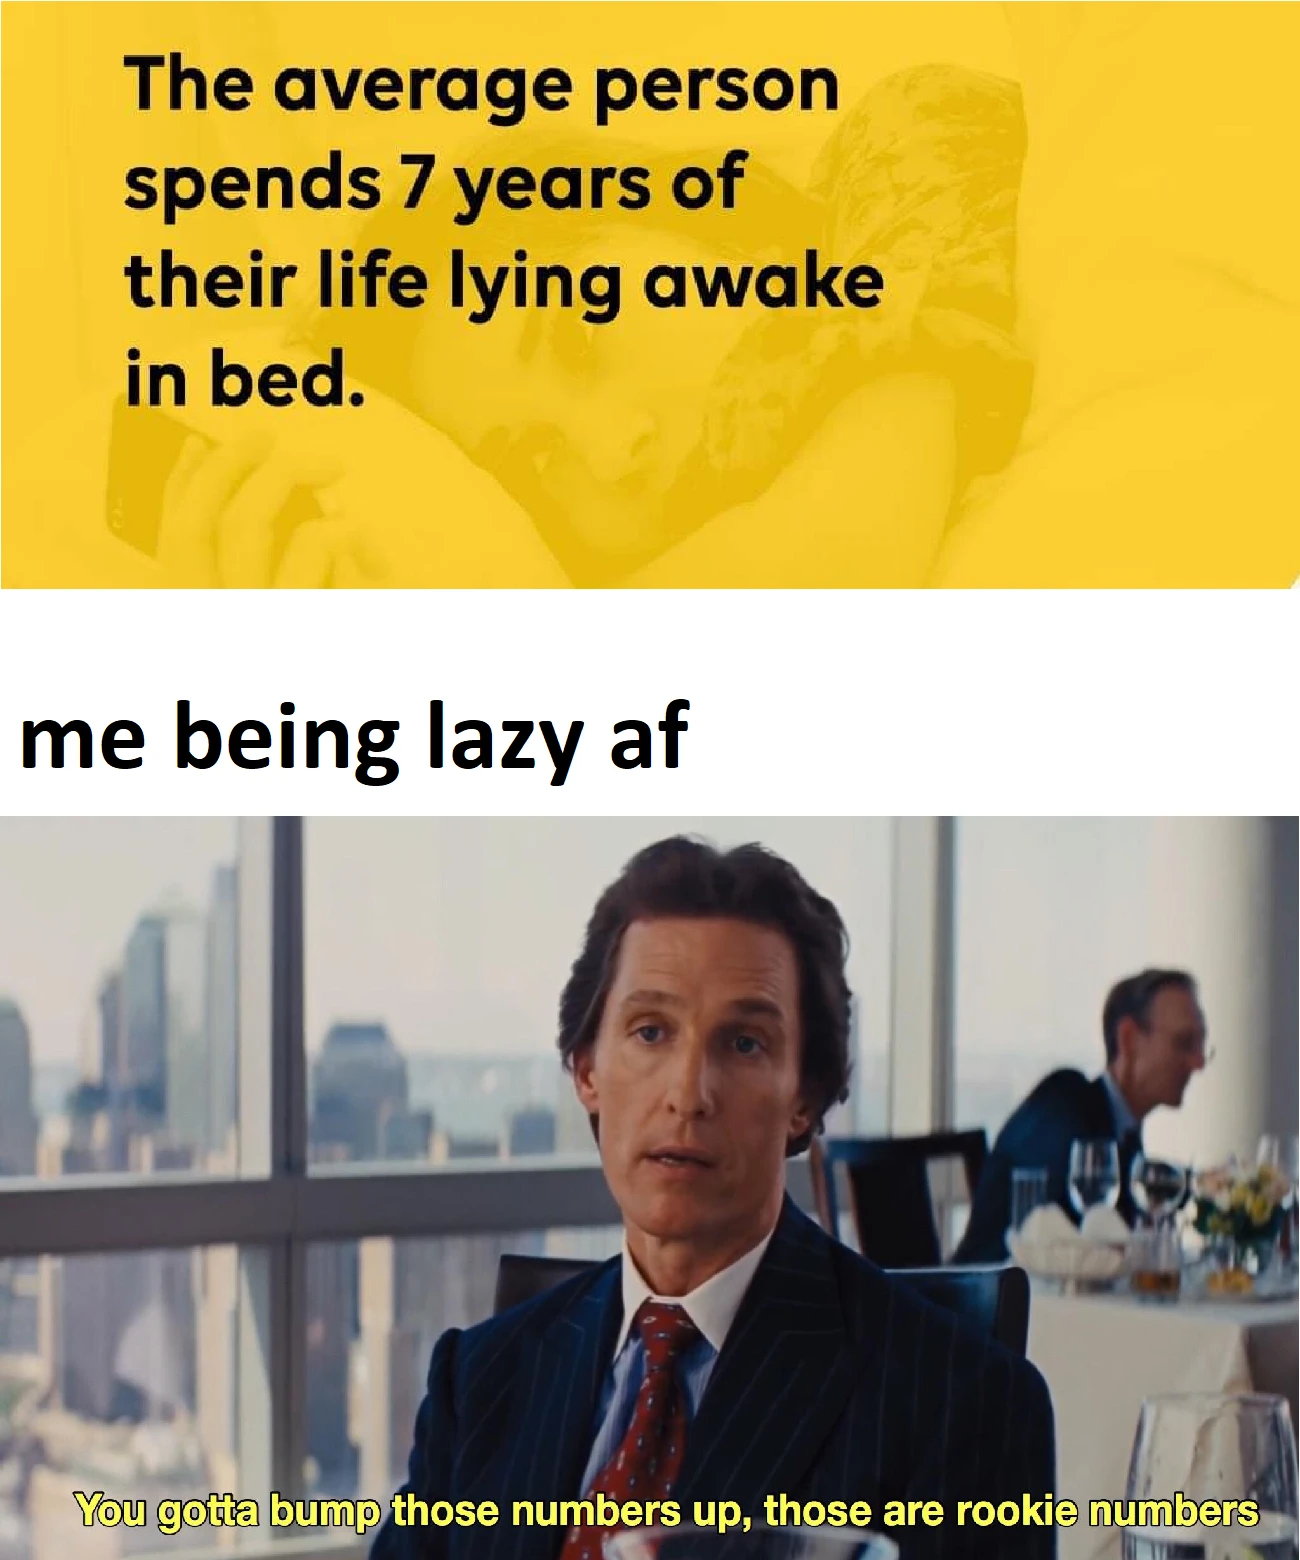 The average person
spends 7 years of
their life lying awake
in bed.
me being lazy af
You gotta bump those numbers up, those are rookie numbers